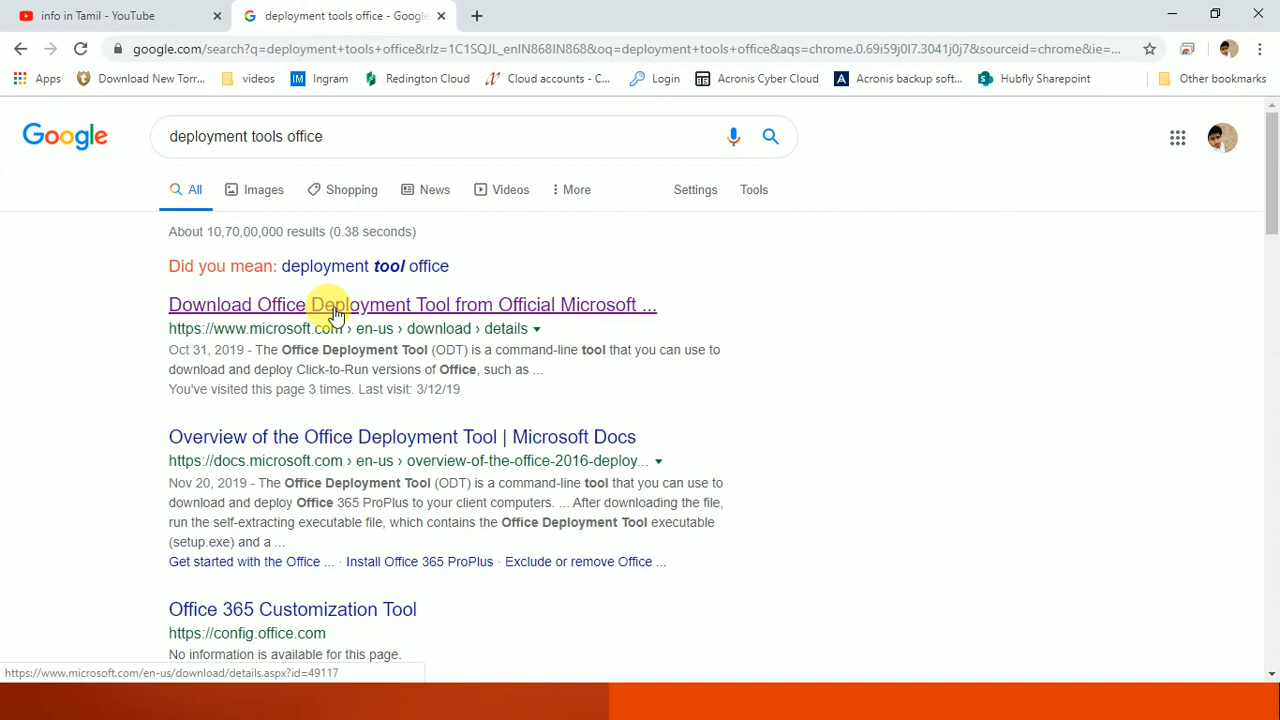 info in Tamil - YouTube
deployment tools office - Google
google.com/search?q=deployment+tools+office&rlz=1C1SQJL_enIN868IN868&oq=deployment+tools+office&aqs=chrome.0.69i59j0l7.3041j0j7&sourceid=chrome&ie=...
Apps Download New Torr... videos IM Ingram Redington Cloud Cloud accounts - C... Login Acronis Cyber Cloud Acronis backup soft... Hubfly Sharepoint Other bookmarks
Google deployment tools office
All Images Shopping News Videos More Settings Tools
About 10,70,00,000 results (0.38 seconds)
Did you mean: deployment tool office
Download Office Deployment Tool from Official Microsoft ...
https://www.microsoft.com › en-us › download › details
Oct 31, 2019 - The Office Deployment Tool (ODT) is a command-line tool that you can use to
download and deploy Click-to-Run versions of Office, such as ...
You've visited this page 3 times. Last visit: 3/12/19
Overview of the Office Deployment Tool | Microsoft Docs
https://docs.microsoft.com › en-us › overview-of-the-office-2016-deploy...
Nov 20, 2019 - The Office Deployment Tool (ODT) is a command-line tool that you can use to
download and deploy Office 365 ProPlus to your client computers. ... After downloading the file,
run the self-extracting executable file, which contains the Office Deployment Tool executable
(setup.exe) and a ...
Get started with the Office ... · Install Office 365 ProPlus · Exclude or remove Office ...
Office 365 Customization Tool
https://config.office.com
No information is available for this page.
https://www.microsoft.com/en-us/download/details.aspx?id=49117